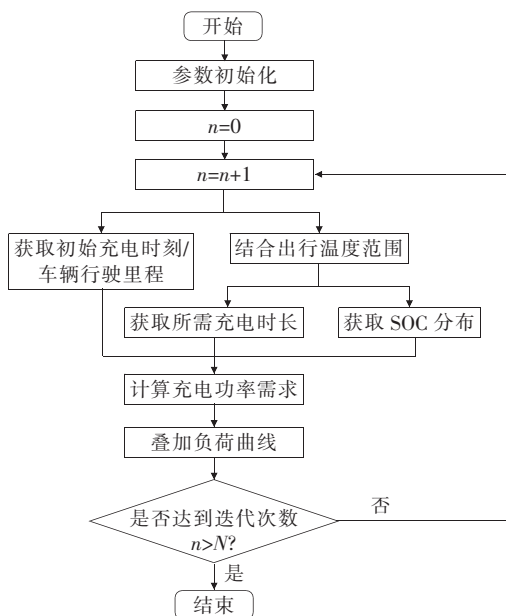 开始
参数初始化
n=0
n=n+1
获取初始充电时刻/
车辆行驶里程
结合出行温度范围
获取所需充电时长
获取 SOC 分布
计算充电功率需求
叠加负荷曲线
是否达到迭代次数
n>N?
否
是
结束